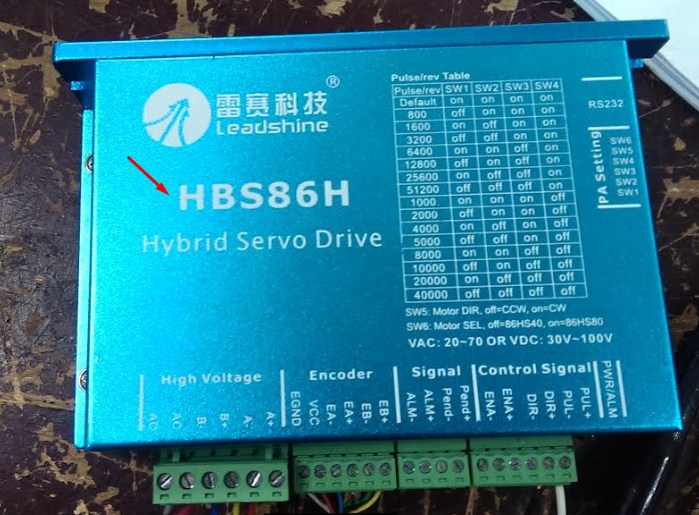 雷赛科技®
Leadshine
HBS86H
Hybrid Servo Drive
Pulse/rev Table
Pulse/rev SW1 SW2 SW3 SW4
Default on on on on
800 off on on on
1600 on off on on
3200 off off on on
6400 on on off on
12800 off on off on
25600 on off off on
51200 off off off on
1000 on on on off
2000 off on on off
4000 on off on off
5000 off off on off
8000 on on off off
10000 off on off off
20000 on off off off
40000 off off off off
SW5: Motor DIR, off=CCW, on=CW
SW6: Motor SEL, off=86HS40, on=86HS80
VAC: 20~70 OR VDC: 30V~100V
RS232
PA Setting
SW6
SW5
SW4
SW3
SW2
SW1
High Voltage
AC
AC
B-
B+
A-
A+
Encoder
EGND
VCC
EA-
EA+
EB-
EB+
Signal
ALM-
ALM+
Pend-
Pend+
Control Signal
ENA-
ENA+
DIR-
DIR+
PUL-
PUL+
PWR/ALM